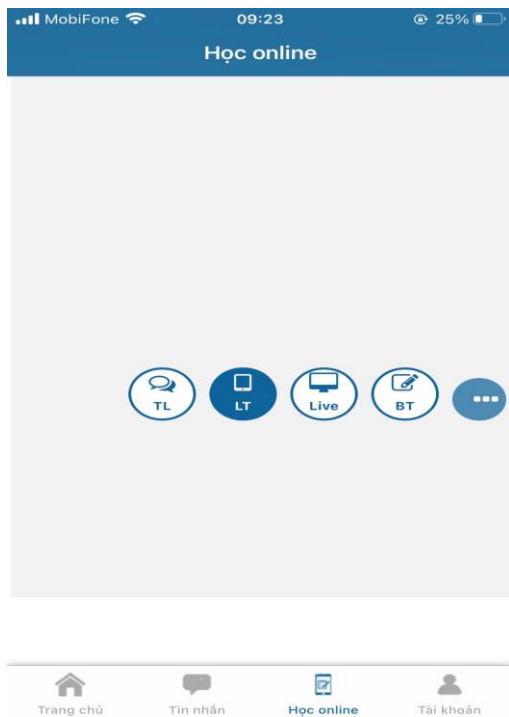 MobiFone 09:23 25%
Học online
TL LT Live BT
Trang chủ Tin nhắn Học online Tài khoản